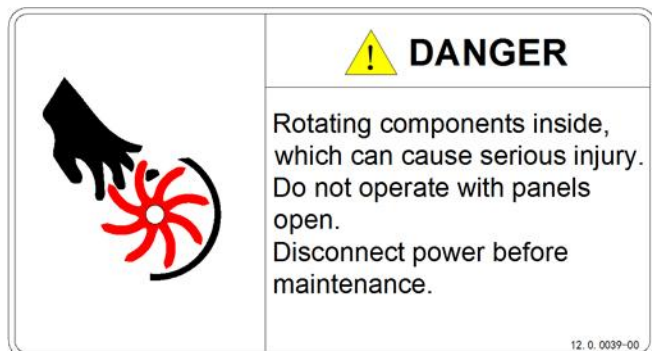 DANGER
Rotating components inside,
which can cause serious injury.
Do not operate with panels
open.
Disconnect power before
maintenance.
12. 0. 0039-00